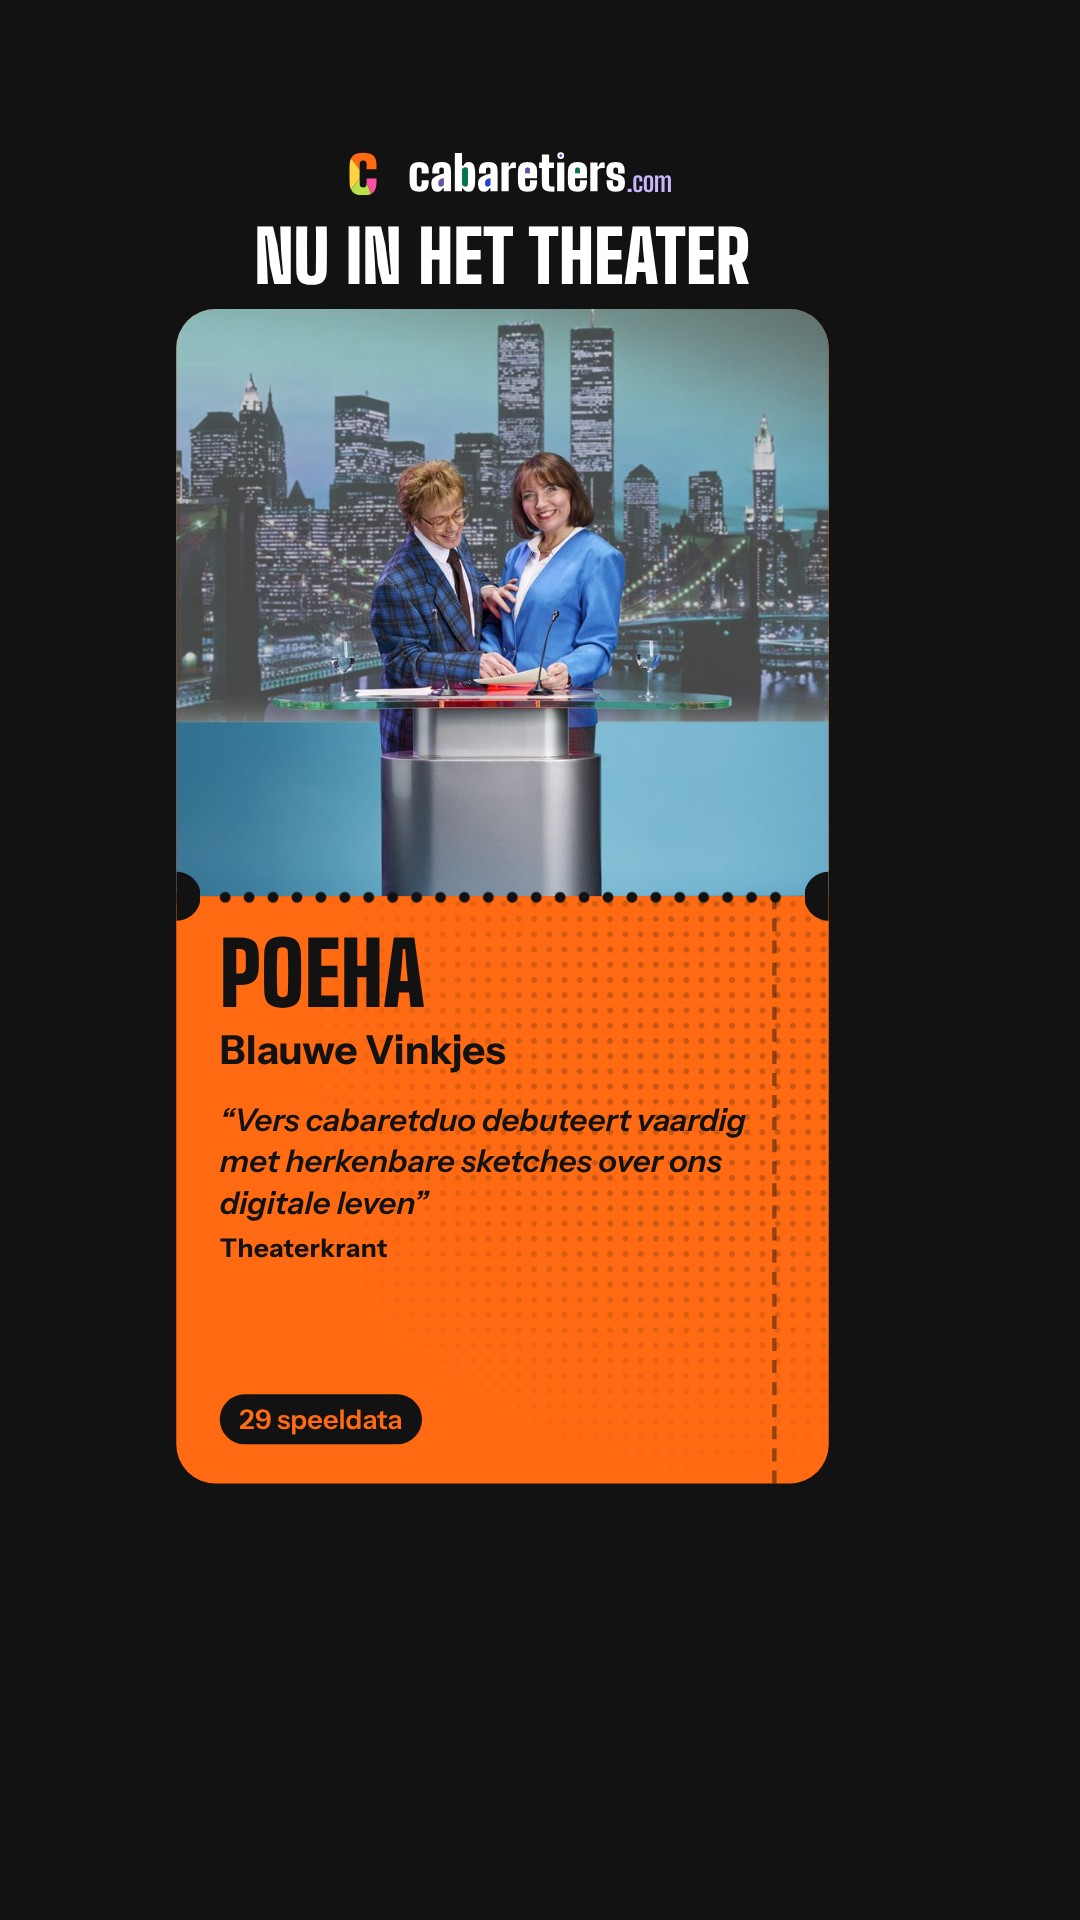 C cabaretiers.com
NU IN HET THEATER
POEHA
Blauwe Vinkjes
“Vers cabaretduo debuteert vaardig
met herkenbare sketches over ons
digitale leven”
Theaterkrant
29 speeldata